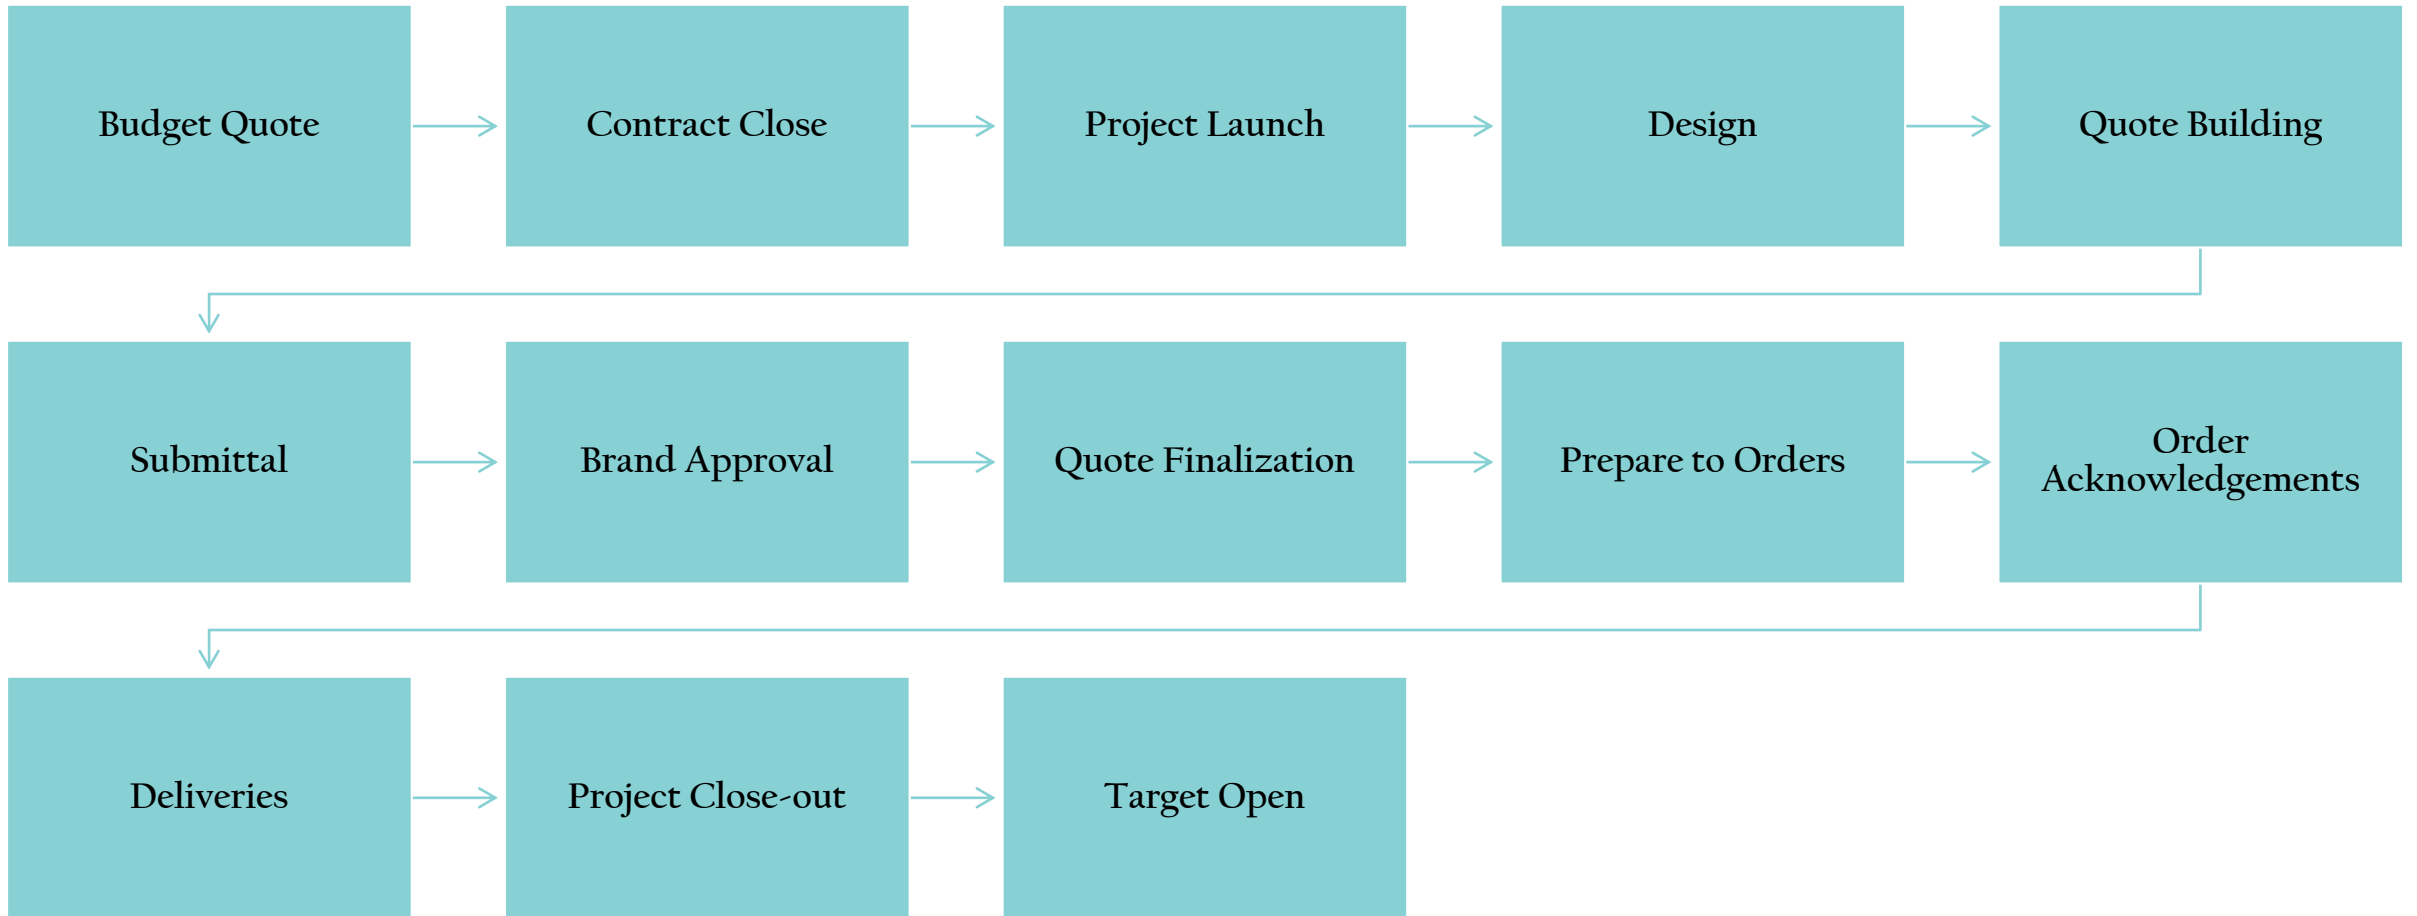 Budget Quote
Contract Close
Project Launch
Design
Quote Building
Submittal
Brand Approval
Quote Finalization
Prepare to Orders
Order
Acknowledgements
Deliveries
Project Close-out
Target Open